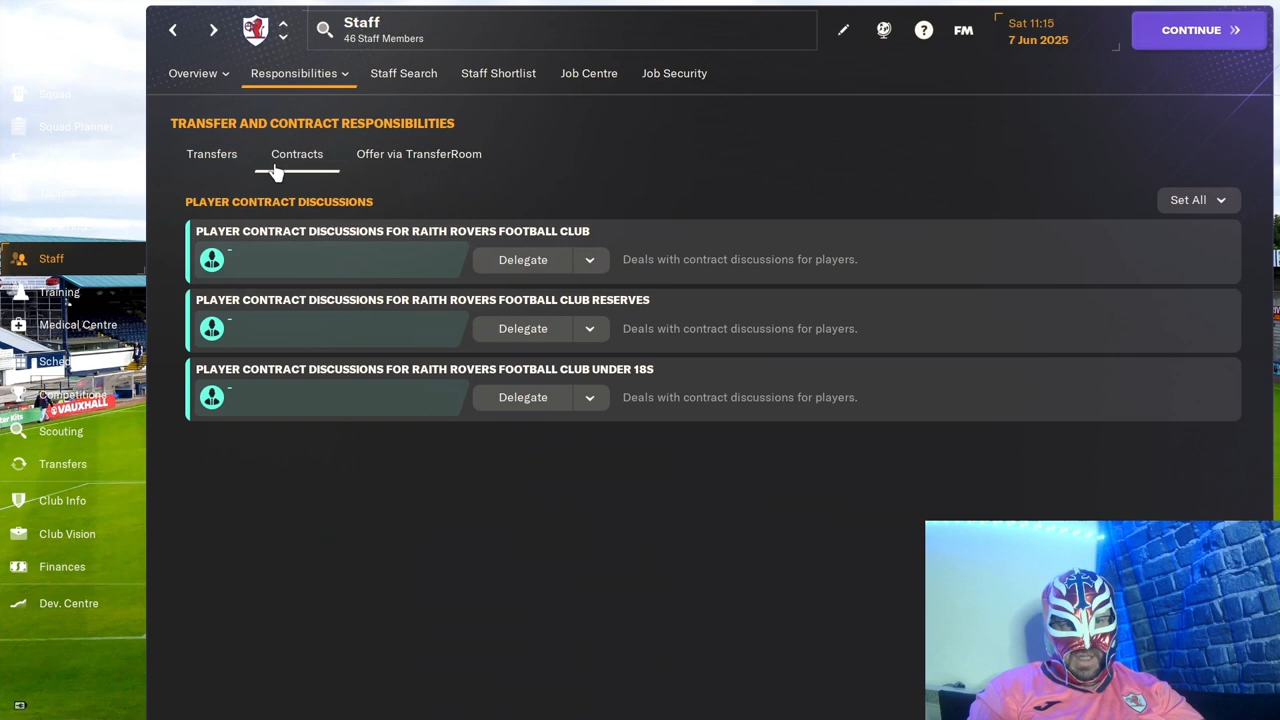 Staff
46 Staff Members
FM
Sat 11:15
7 Jun 2025
CONTINUE
Overview
Responsibilities
Staff Search
Staff Shortlist
Job Centre
Job Security
Squad
Squad Planner
Staff
Training
Medical Centre
Sched
Competitions
VAUXHALL
Scouting
Transfers
Club Info
Club Vision
Finances
Dev. Centre
TRANSFER AND CONTRACT RESPONSIBILITIES
Transfers
Contracts
Offer via TransferRoom
PLAYER CONTRACT DISCUSSIONS
Set All
PLAYER CONTRACT DISCUSSIONS FOR RAITH ROVERS FOOTBALL CLUB
-
Delegate
Deals with contract discussions for players.
PLAYER CONTRACT DISCUSSIONS FOR RAITH ROVERS FOOTBALL CLUB RESERVES
-
Delegate
Deals with contract discussions for players.
PLAYER CONTRACT DISCUSSIONS FOR RAITH ROVERS FOOTBALL CLUB UNDER 18S
-
Delegate
Deals with contract discussions for players.